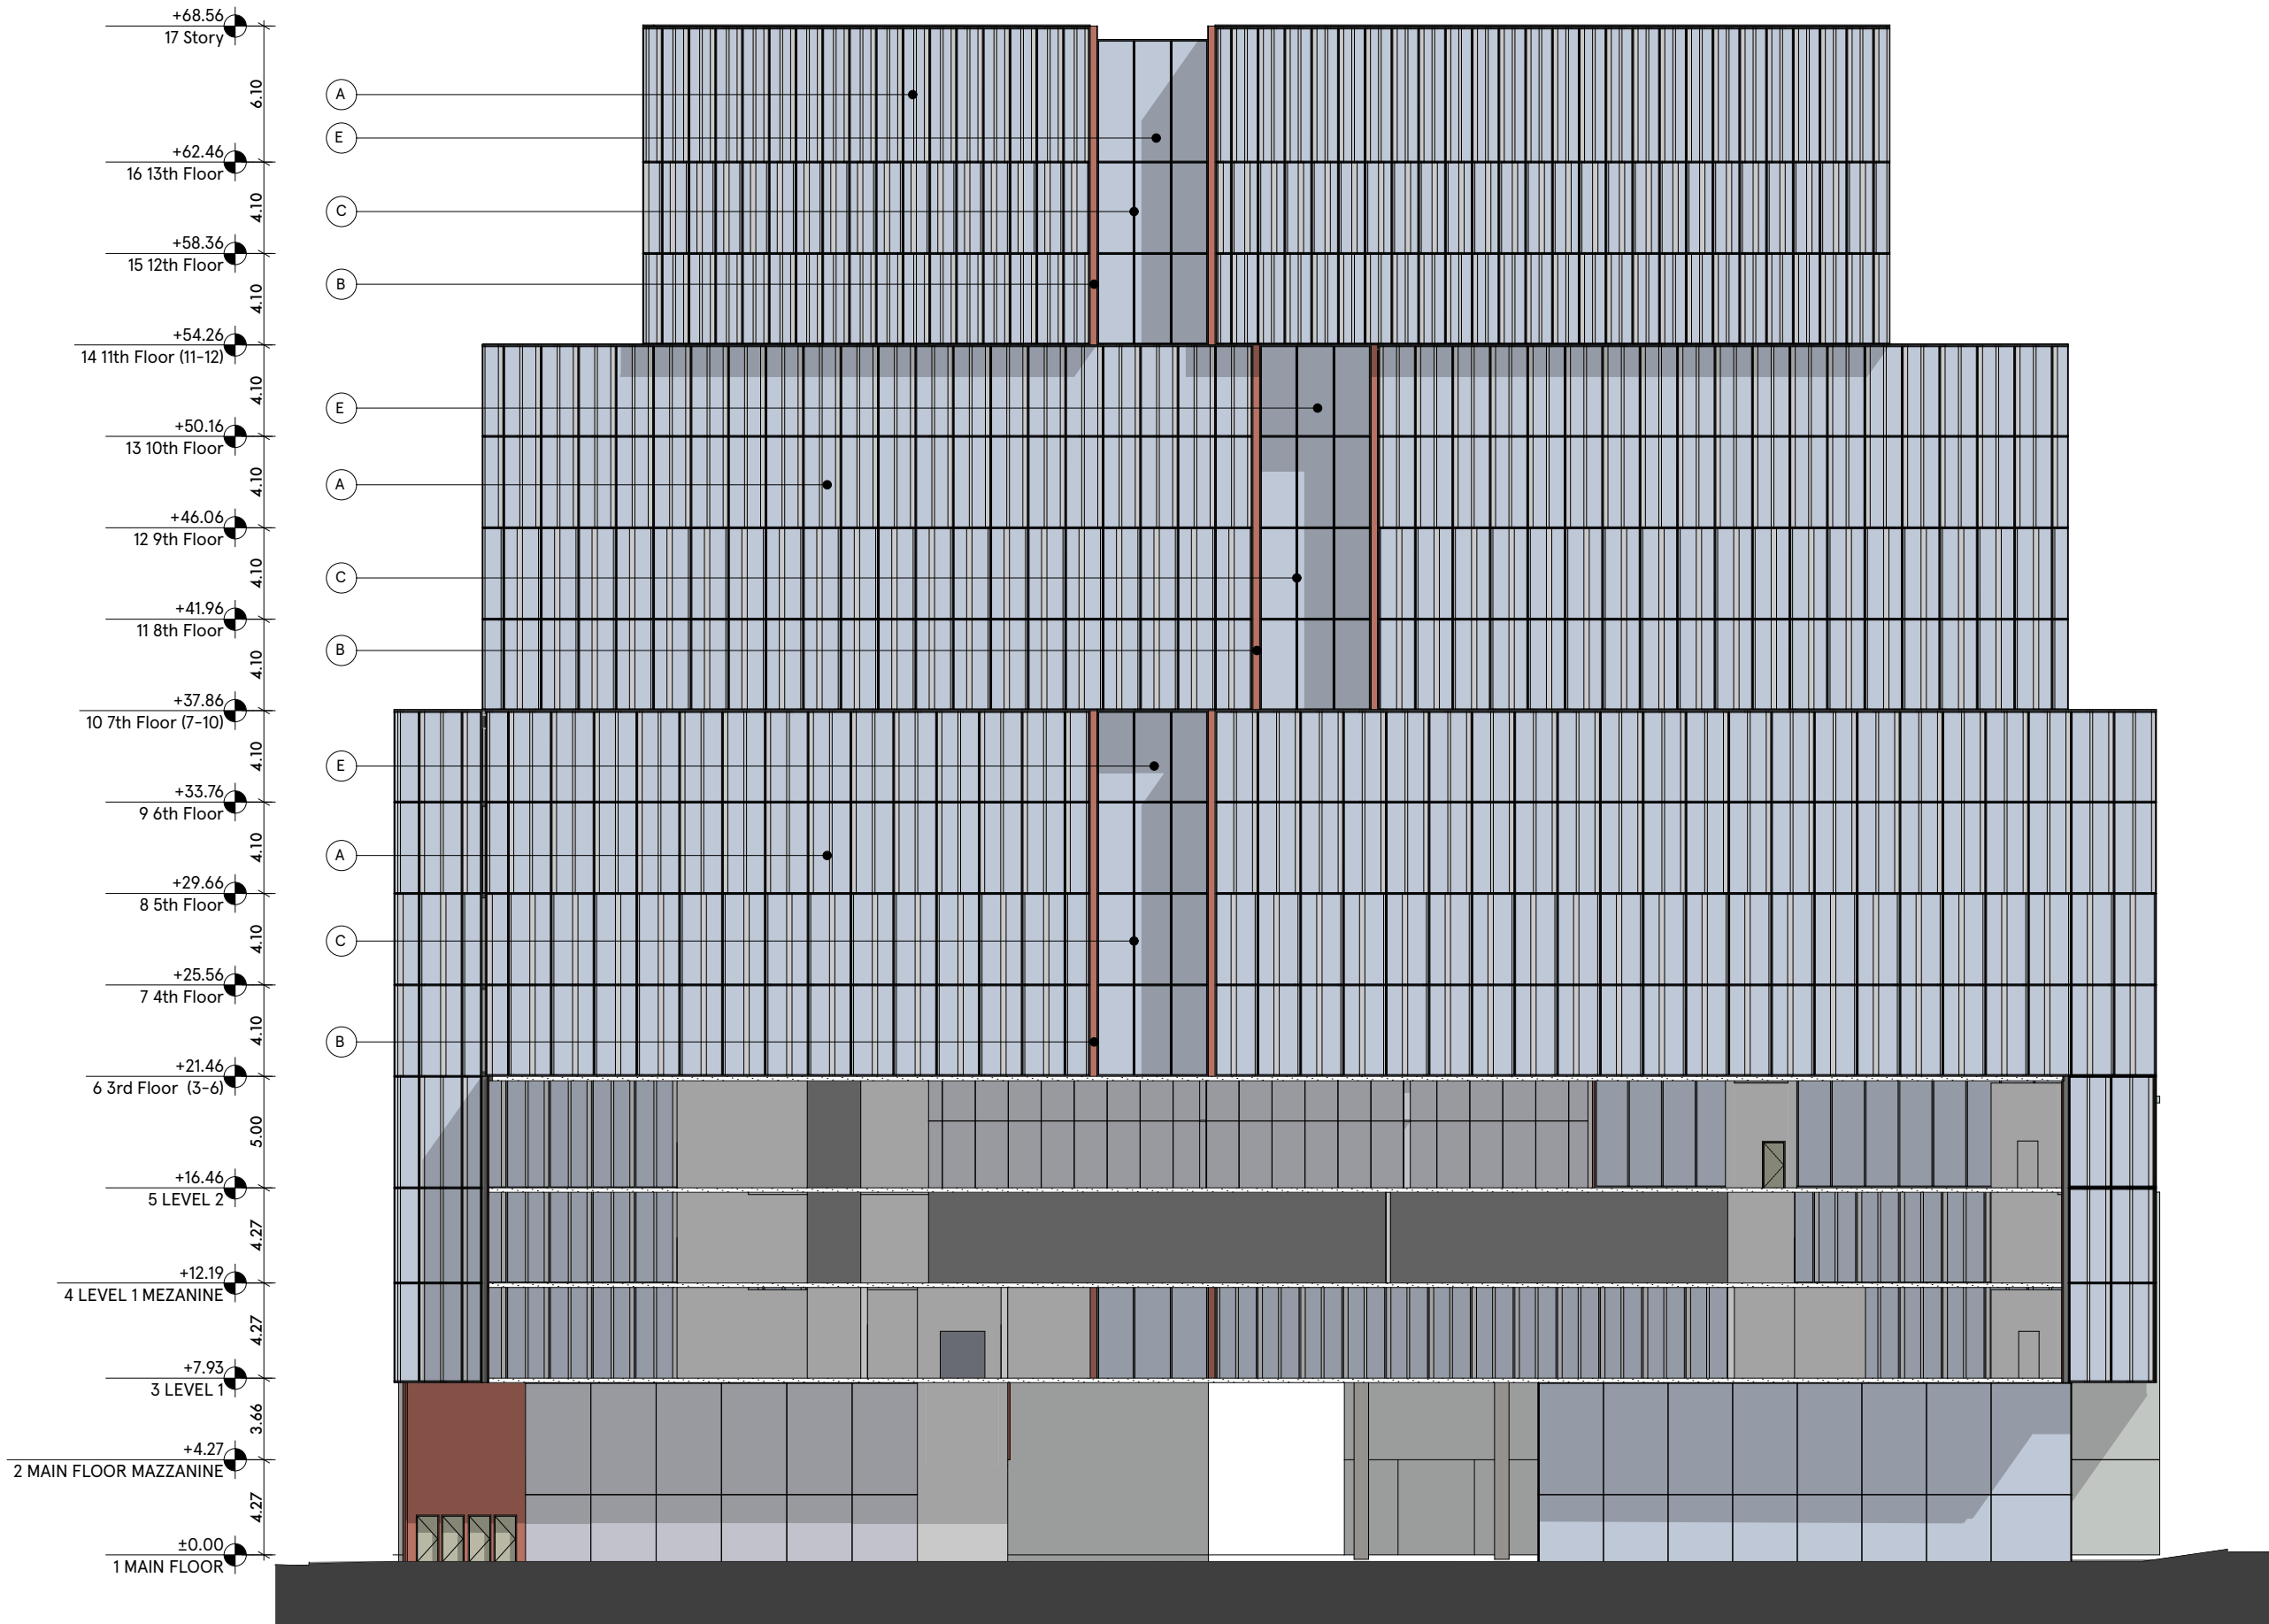 +68.56
17 Story
6.10
A
E
+62.46
16 13th Floor
4.10
C
+58.36
15 12th Floor
4.10
B
+54.26
14 11th Floor (11-12)
4.10
E
+50.16
13 10th Floor
4.10
A
+46.06
12 9th Floor
4.10
C
+41.96
11 8th Floor
4.10
B
+37.86
10 7th Floor (7-10)
4.10
E
+33.76
9 6th Floor
4.10
A
+29.66
8 5th Floor
4.10
C
+25.56
7 4th Floor
4.10
B
+21.46
6 3rd Floor (3-6)
5.00
+16.46
5 LEVEL 2
4.27
+12.19
4 LEVEL 1 MEZANINE
4.27
+7.93
3 LEVEL 1
3.66
+4.27
2 MAIN FLOOR MAZZANINE
4.27
±0.00
1 MAIN FLOOR